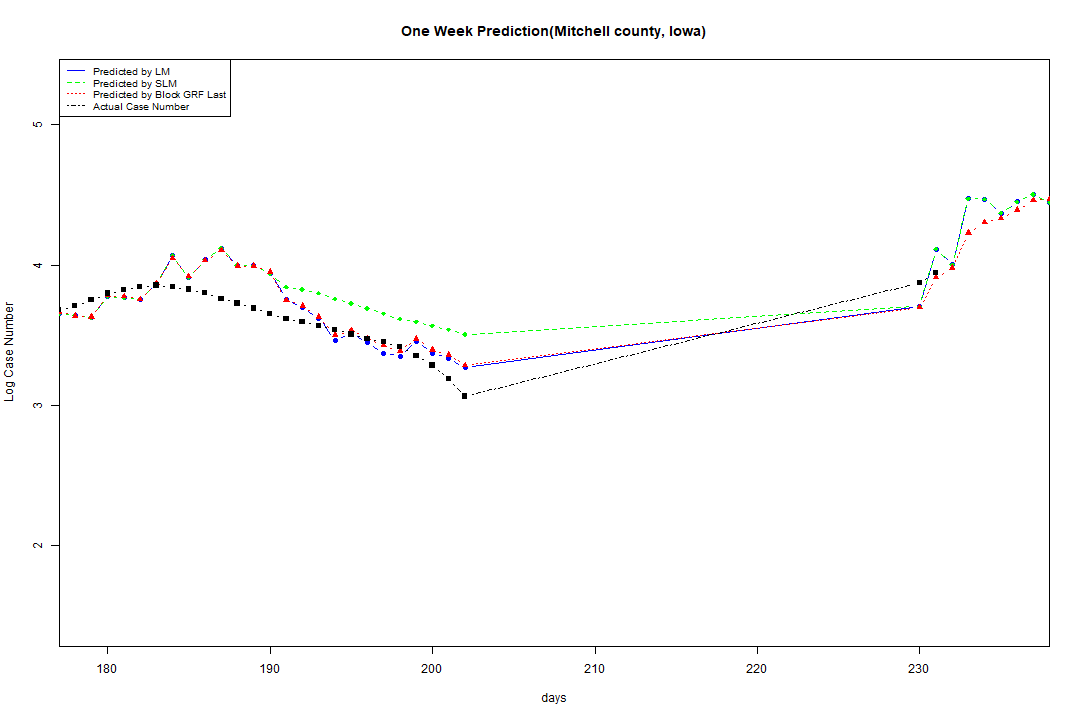 One Week Prediction(Mitchell county, Iowa)
Predicted by LM
Predicted by SLM
Predicted by Block GRF Last
Actual Case Number
5
4
3
2
Log Case Number
180 190 200 210 220 230
days